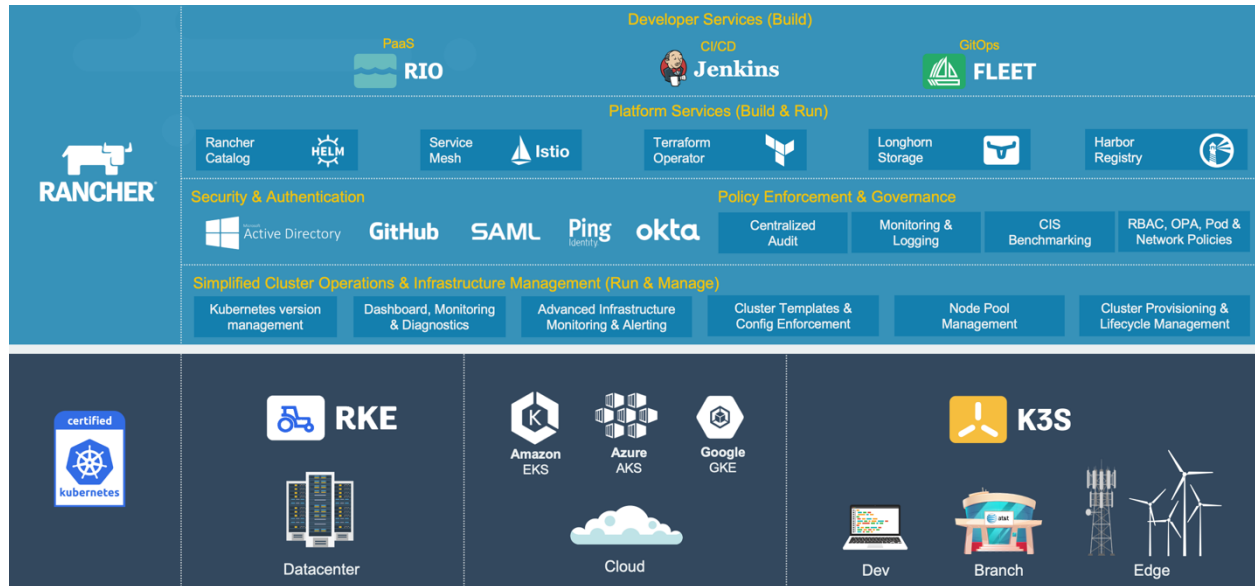 Developer Services (Build)
PaaS
RIO
CI/CD
Jenkins
GitOps
FLEET
Platform Services (Build & Run)
Rancher
Catalog
HELM
Service
Mesh
Istio
Terraform
Operator
Longhorn
Storage
Harbor
Registry
RANCHER
Security & Authentication
Microsoft
Active Directory
GitHub
SAML
Ping
Identity
okta
Policy Enforcement & Governance
Centralized
Audit
Monitoring &
Logging
CIS
Benchmarking
RBAC, OPA, Pod &
Network Policies
Simplified Cluster Operations & Infrastructure Management (Run & Manage)
Kubernetes version
management
Dashboard, Monitoring
& Diagnostics
Advanced Infrastructure
Monitoring & Alerting
Cluster Templates &
Config Enforcement
Node Pool
Management
Cluster Provisioning &
Lifecycle Management
certified
kubernetes
RKE
Datacenter
K
Amazon
EKS
Azure
AKS
Google
GKE
Cloud
K3S
at&t
Dev
Branch
Edge